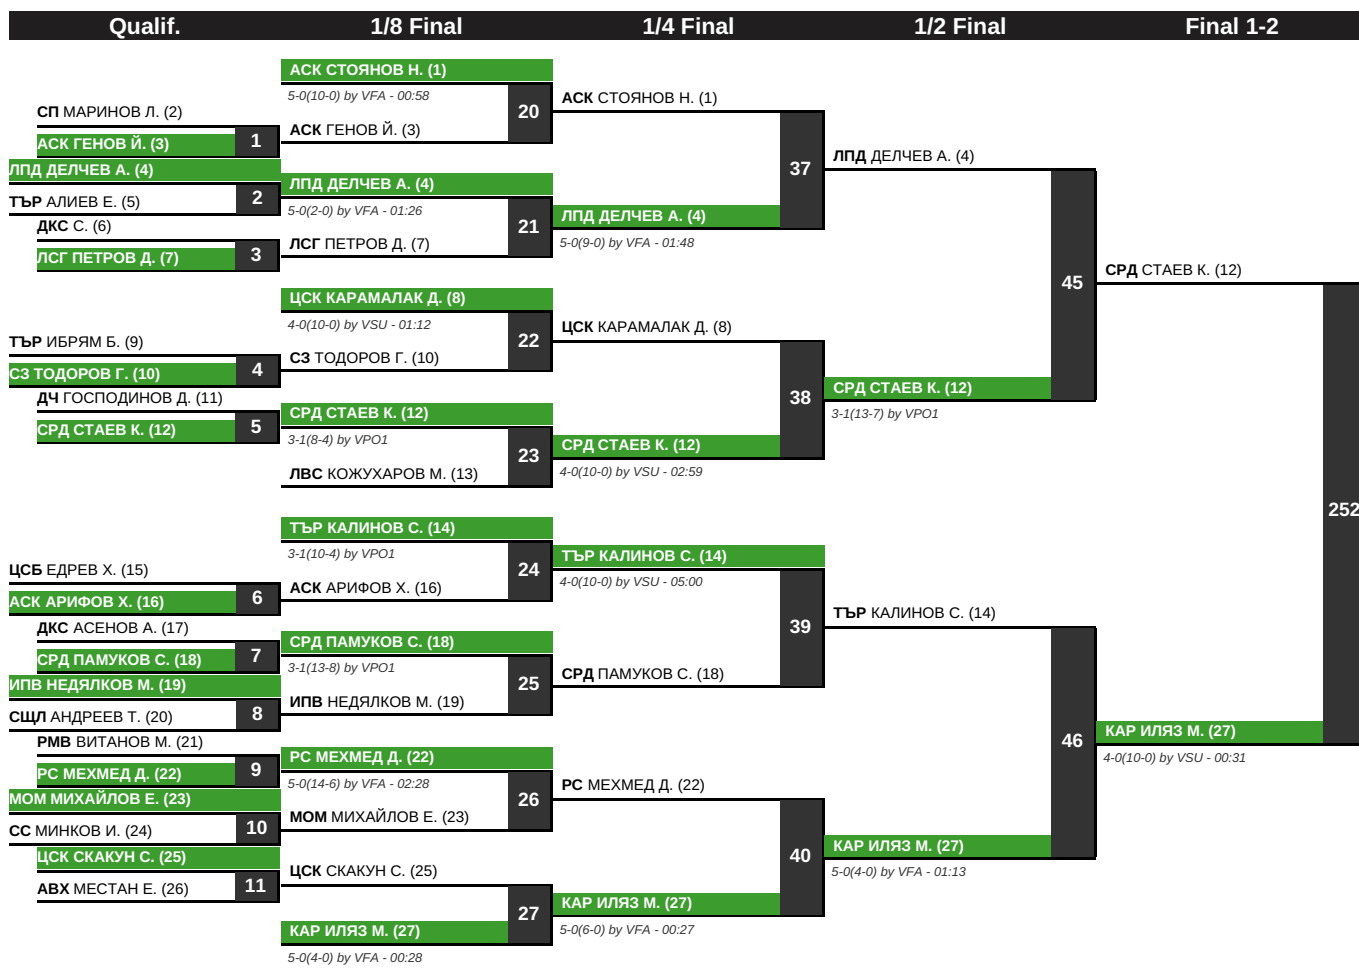 Qualif.
1/8 Final
1/4 Final
1/2 Final
Final 1-2
СП МАРИНОВ Л. (2)
АСК ГЕНОВ Й. (3)
1
ЛПД ДЕЛЧЕВ А. (4)
ТЪР АЛИЕВ Е. (5)
2
ДКС С. (6)
ЛСГ ПЕТРОВ Д. (7)
3
ТЪР ИБРЯМ Б. (9)
СЗ ТОДОРОВ Г. (10)
4
ДЧ ГОСПОДИНОВ Д. (11)
СРД СТАЕВ К. (12)
5
ЦСБ ЕДРЕВ Х. (15)
АСК АРИФОВ Х. (16)
6
ДКС АСЕНОВ А. (17)
СРД ПАМУКОВ С. (18)
7
ИПВ НЕДЯЛКОВ М. (19)
СЩЛ АНДРЕЕВ Т. (20)
8
РМВ ВИТАНОВ М. (21)
РС МЕХМЕД Д. (22)
9
МОМ МИХАЙЛОВ Е. (23)
СС МИНКОВ И. (24)
10
ЦСК СКАКУН С. (25)
АВХ МЕСТАН Е. (26)
11
АСК СТОЯНОВ Н. (1)
5-0(10-0) by VFA - 00:58
АСК ГЕНОВ Й. (3)
20
ЛПД ДЕЛЧЕВ А. (4)
5-0(2-0) by VFA - 01:26
ЛСГ ПЕТРОВ Д. (7)
21
ЦСК КАРАМАЛАК Д. (8)
4-0(10-0) by VSU - 01:12
СЗ ТОДОРОВ Г. (10)
22
СРД СТАЕВ К. (12)
3-1(8-4) by VPO1
ЛВС КОЖУХАРОВ М. (13)
23
ТЪР КАЛИНОВ С. (14)
3-1(10-4) by VPO1
АСК АРИФОВ Х. (16)
24
СРД ПАМУКОВ С. (18)
3-1(13-8) by VPO1
ИПВ НЕДЯЛКОВ М. (19)
25
РС МЕХМЕД Д. (22)
5-0(14-6) by VFA - 02:28
МОМ МИХАЙЛОВ Е. (23)
26
ЦСК СКАКУН С. (25)
27
КАР ИЛЯЗ М. (27)
5-0(4-0) by VFA - 00:28
АСК СТОЯНОВ Н. (1)
37
ЛПД ДЕЛЧЕВ А. (4)
5-0(9-0) by VFA - 01:48
ЦСК КАРАМАЛАК Д. (8)
38
СРД СТАЕВ К. (12)
4-0(10-0) by VSU - 02:59
ТЪР КАЛИНОВ С. (14)
4-0(10-0) by VSU - 05:00
39
СРД ПАМУКОВ С. (18)
РС МЕХМЕД Д. (22)
40
КАР ИЛЯЗ М. (27)
5-0(6-0) by VFA - 00:27
ЛПД ДЕЛЧЕВ А. (4)
45
СРД СТАЕВ К. (12)
3-1(13-7) by VPO1
ТЪР КАЛИНОВ С. (14)
46
КАР ИЛЯЗ М. (27)
5-0(4-0) by VFA - 01:13
СРД СТАЕВ К. (12)
252
КАР ИЛЯЗ М. (27)
4-0(10-0) by VSU - 00:31